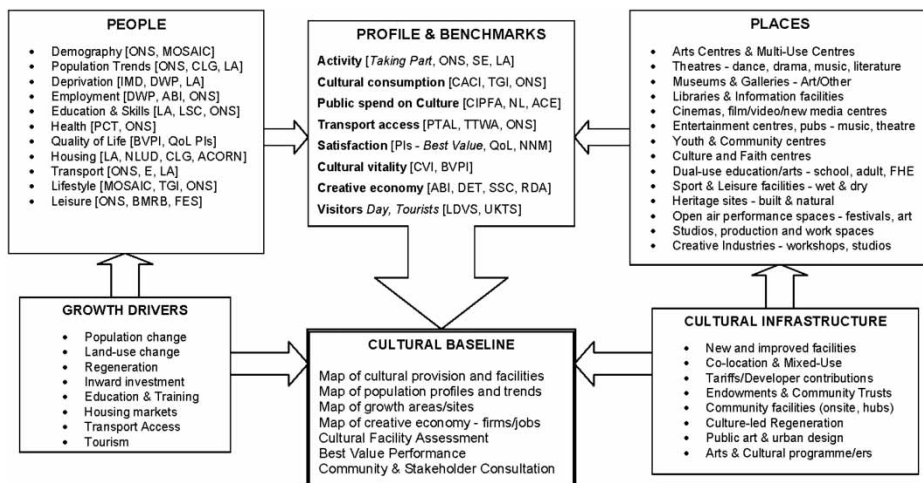 PEOPLE
Demography [ONS, MOSAIC]
Population Trends [ONS, CLG, LA]
Deprivation [IMD, DWP, LA]
Employment [DWP, ABI, ONS]
Education & Skills [LA, LSC, ONS]
Health [PCT, ONS]
Quality of Life [BVPI, QoL PIs]
Housing [LA, NLUD, CLG, ACORN]
Transport [ONS, E, LA]
Lifestyle [MOSAIC, TGI, ONS]
Leisure [ONS, BMRB, FES]
PROFILE & BENCHMARKS
Activity [Taking Part, ONS, SE, LA]
Cultural consumption [CACI, TGI, ONS]
Public spend on Culture [CIPFA, NL, ACE]
Transport access [PTAL, TTWA, ONS]
Satisfaction [PIs - Best Value, QoL, NNM]
Cultural vitality [CVI, BVPI]
Creative economy [ABI, DET, SSC, RDA]
Visitors Day, Tourists [LDVS, UKTS]
PLACES
Arts Centres & Multi-Use Centres
Theatres - dance, drama, music, literature
Museums & Galleries - Art/Other
Libraries & Information facilities
Cinemas, film/video/new media centres
Entertainment centres, pubs - music, theatre
Youth & Community centres
Culture and Faith centres
Dual-use education/arts - school, adult, FHE
Sport & Leisure facilities - wet & dry
Heritage sites - built & natural
Open air performance spaces - festivals, art
Studios, production and work spaces
Creative Industries - workshops, studios
GROWTH DRIVERS
Population change
Land-use change
Regeneration
Inward investment
Education & Training
Housing markets
Transport Access
Tourism
CULTURAL BASELINE
Map of cultural provision and facilities
Map of population profiles and trends
Map of growth areas/sites
Map of creative economy - firms/jobs
Cultural Facility Assessment
Best Value Performance
Community & Stakeholder Consultation
CULTURAL INFRASTRUCTURE
New and improved facilities
Co-location & Mixed-Use
Tariffs/Developer contributions
Endowments & Community Trusts
Community facilities (onsite, hubs)
Culture-led Regeneration
Public art & urban design
Arts & Cultural programme/ers